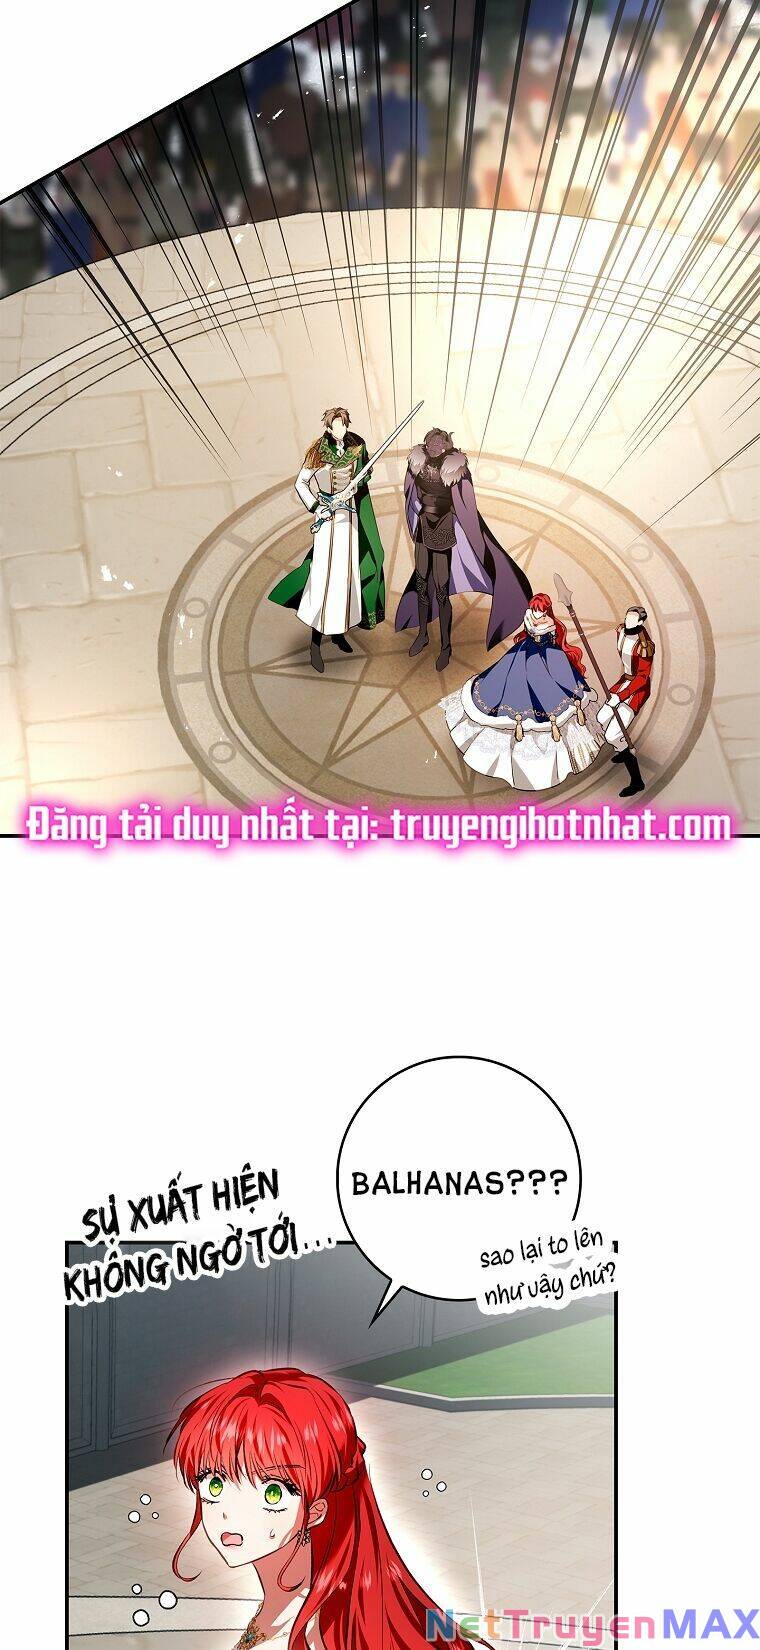 Đăng tải duy nhất tại: truyengihotnhat.com
BALHANAS???
SỰ XUẤT HIỆN
KHÔNG NGỜ TỚI...
sao lại to lên
như vậy chứ?
NetTruyenMAX